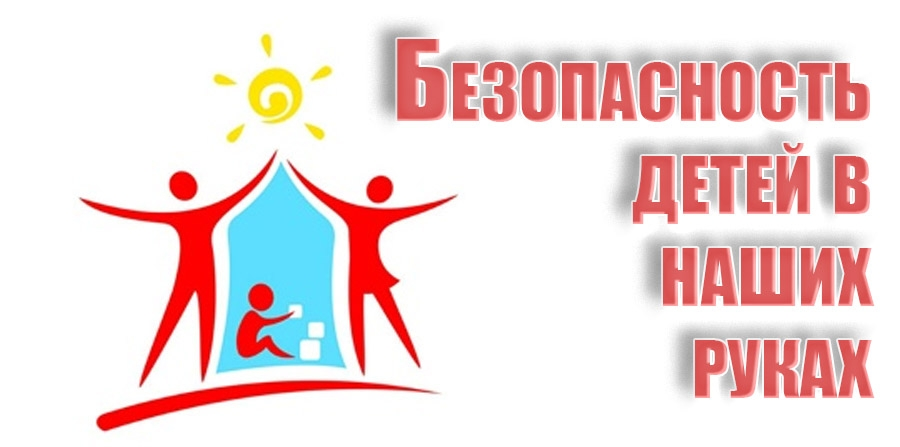 Безопасность
детей в
наших
руках